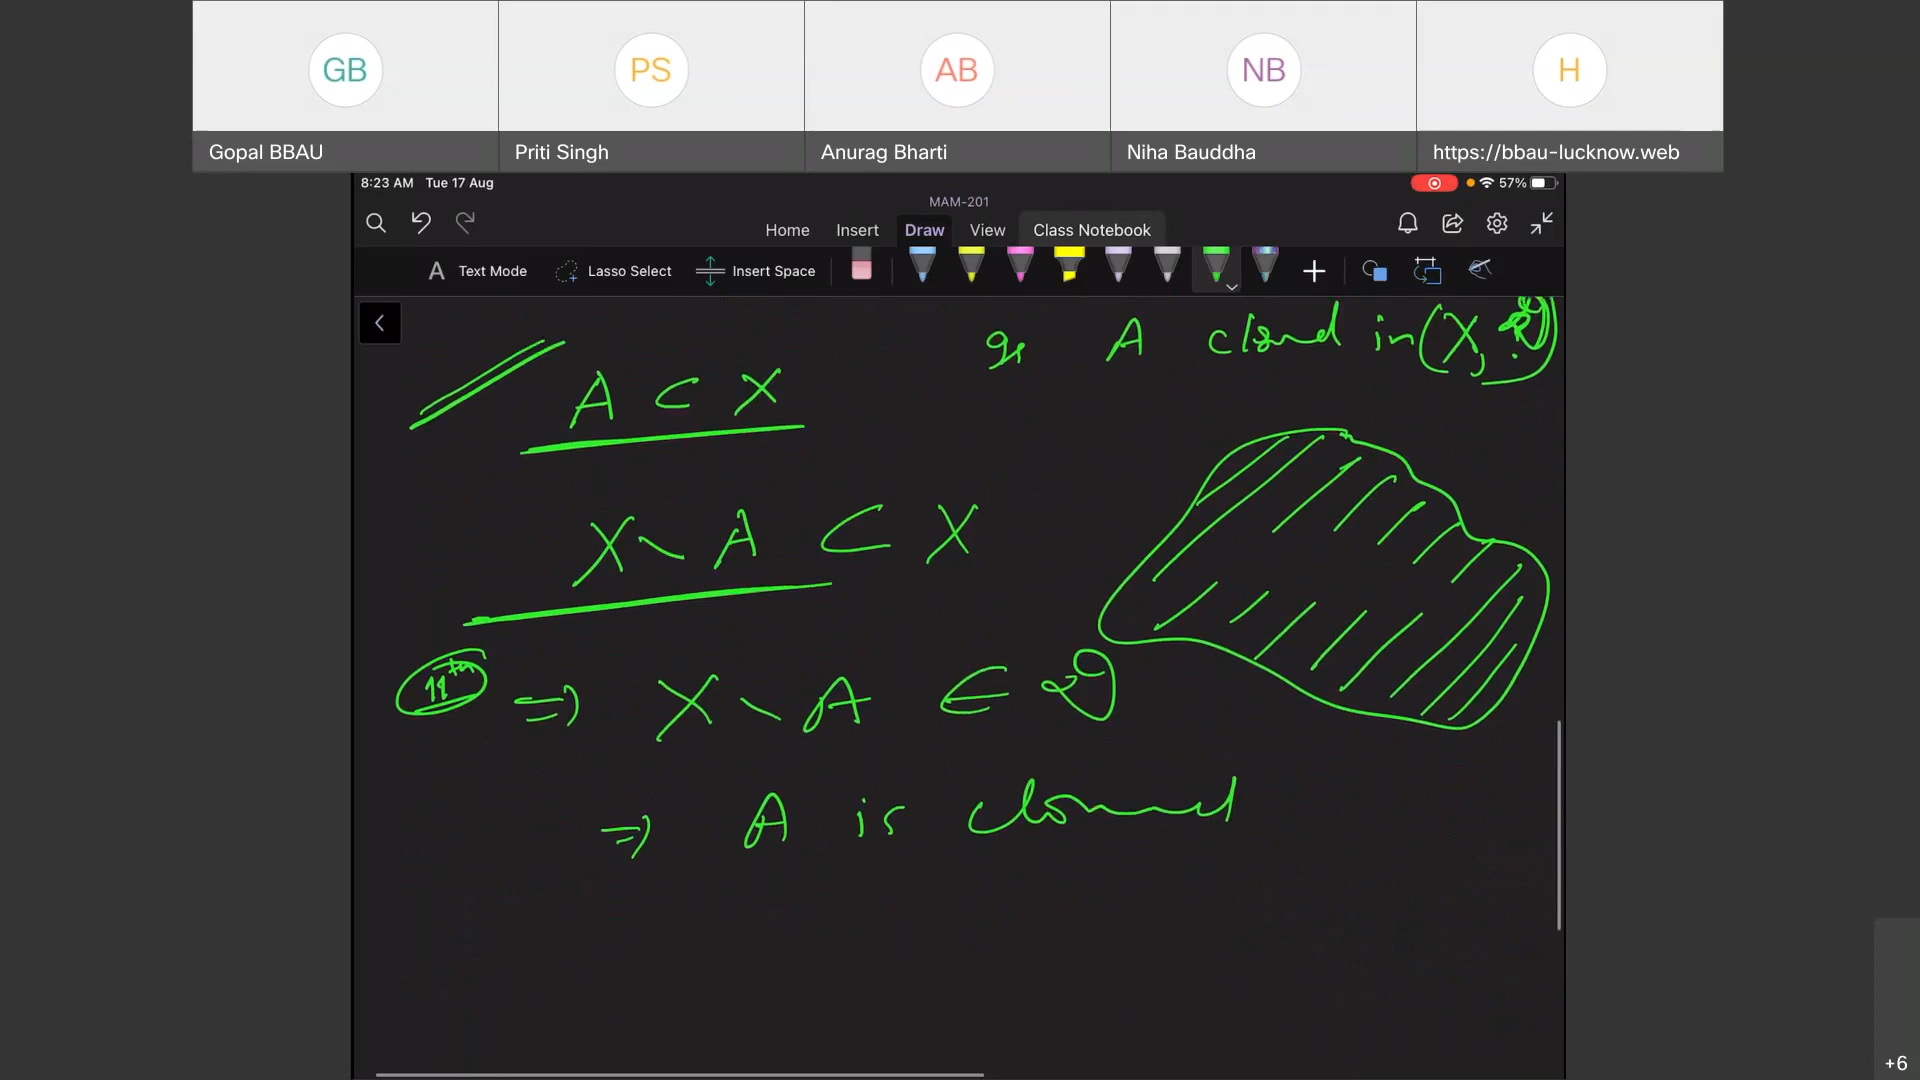 GB PS AB NB H
Gopal BBAU Priti Singh Anurag Bharti Niha Bauddha https://bbau-lucknow.web
8:23 AM Tue 17 Aug 57%
MAM-201
Home Insert Draw View Class Notebook
Text Mode Lasso Select Insert Space
A closed in (X,
A ⊂ X
X \ A ⊂ X
11th ⇒ X \ A ∈
⇒ A is closed
+6